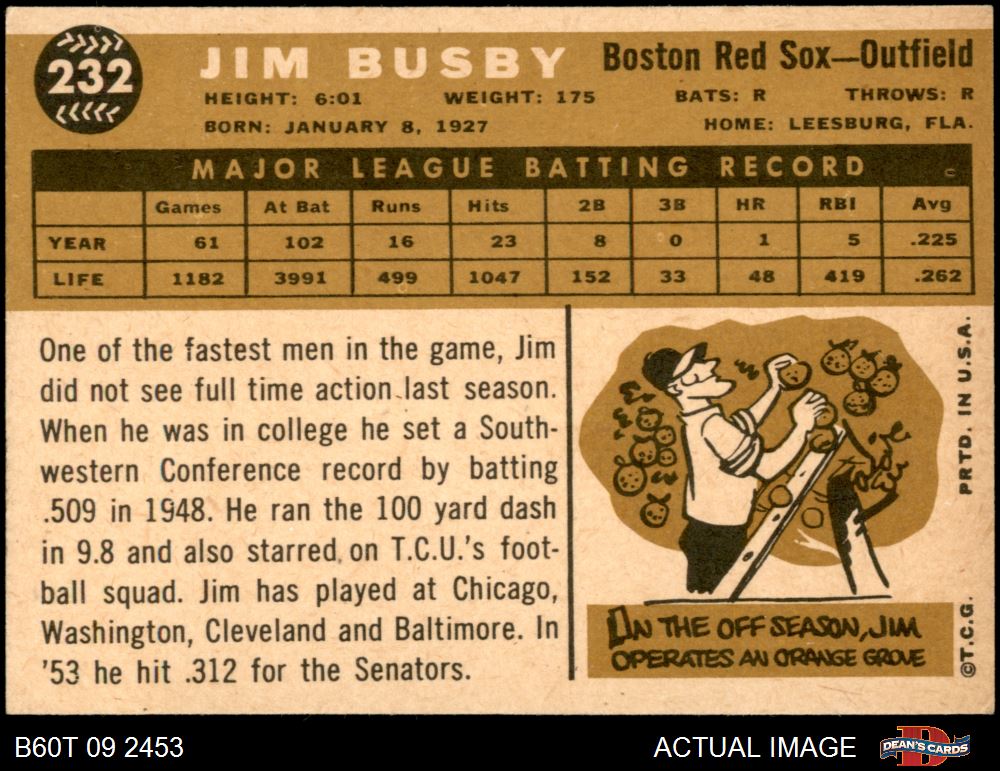 232
JIM BUSBY
Boston Red Sox—Outfield
HEIGHT: 6:01 WEIGHT: 175 BATS: R THROWS: R
BORN: JANUARY 8, 1927 HOME: LEESBURG, FLA.
MAJOR LEAGUE BATTING RECORD
Games At Bat Runs Hits 2B 3B HR RBI Avg
YEAR 61 102 16 23 8 0 1 5 .225
LIFE 1182 3991 499 1047 152 33 48 419 .262
One of the fastest men in the game, Jim
did not see full time action last season.
When he was in college he set a South-
western Conference record by batting
.509 in 1948. He ran the 100 yard dash
in 9.8 and also starred on T.C.U.'s foot-
ball squad. Jim has played at Chicago,
Washington, Cleveland and Baltimore. In
'53 he hit .312 for the Senators.
IN THE OFF SEASON, JIM
OPERATES AN ORANGE GROVE
©T.C.G. PRTD. IN U.S.A.
B60T 09 2453
ACTUAL IMAGE
DEAN'S CARDS